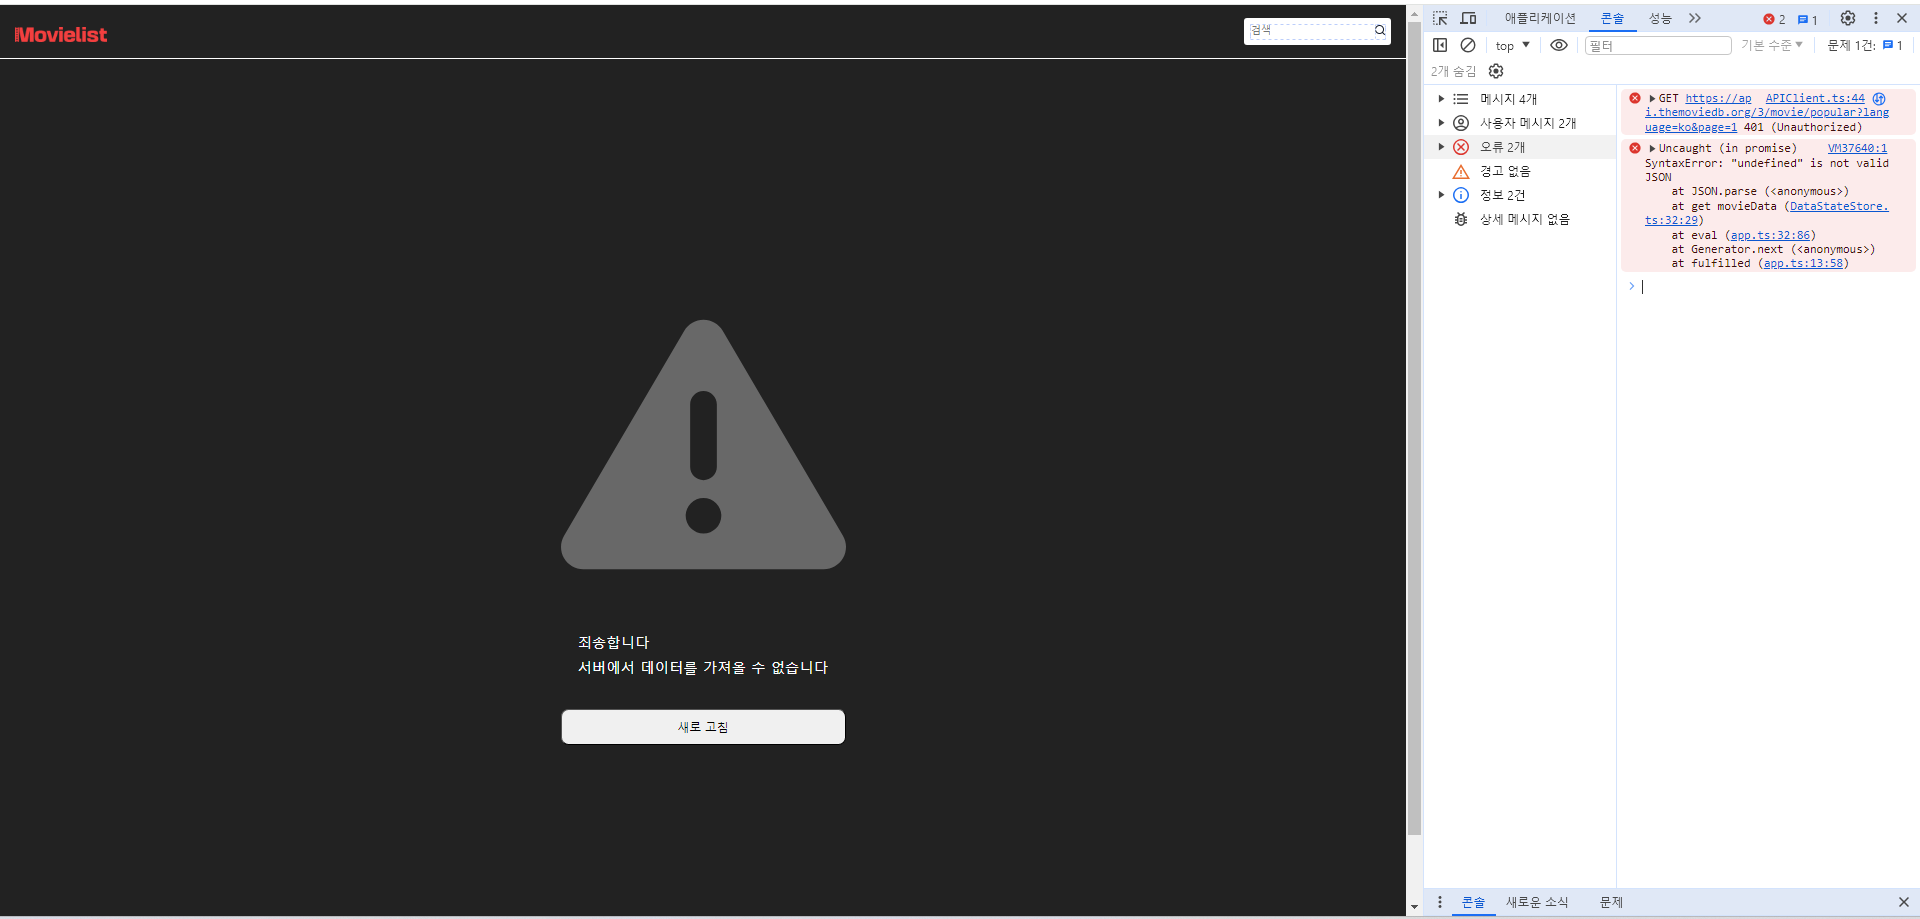 Movielist
검색
죄송합니다
서버에서 데이터를 가져올 수 없습니다
새로 고침
애플리케이션 콘솔 성능 2 1
top 필터 기본 수준 문제 1건: 1
2개 숨김
메시지 4개
사용자 메시지 2개
오류 2개
경고 없음
정보 2건
상세 메시지 없음
GET https://ap APIClient.ts:44
i.themoviedb.org/3/movie/popular?lang
uage=ko&page=1 401 (Unauthorized)
Uncaught (in promise) VM37640:1
SyntaxError: "undefined" is not valid
JSON
at JSON.parse (<anonymous>)
at get movieData (DataStateStore.
ts:32:29)
at eval (app.ts:32:86)
at Generator.next (<anonymous>)
at fulfilled (app.ts:13:58)
콘솔 새로운 소식 문제